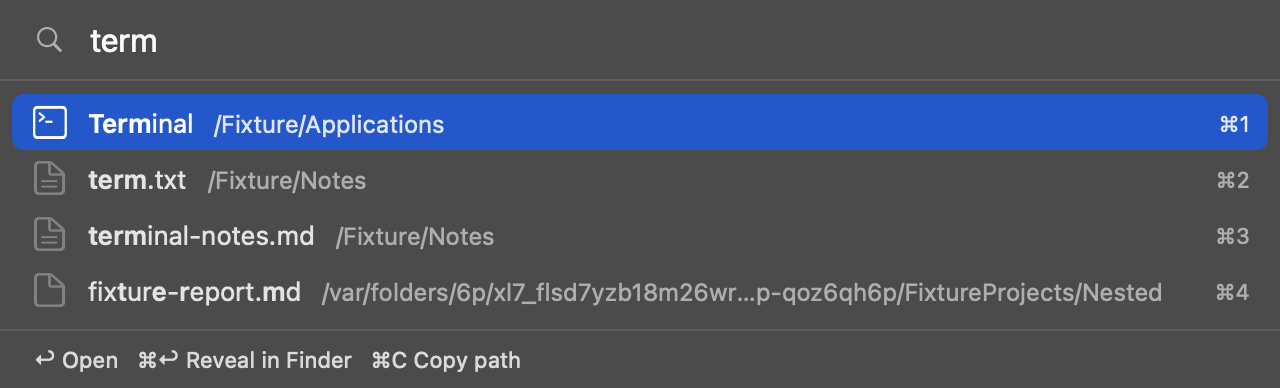 term
Terminal /Fixture/Applications ⌘1
term.txt /Fixture/Notes ⌘2
terminal-notes.md /Fixture/Notes ⌘3
fixture-report.md /var/folders/6p/xl7_flsd7yzb18m26wr...p-qoz6qh6p/FixtureProjects/Nested ⌘4
↩ Open ⌘↩ Reveal in Finder ⌘C Copy path